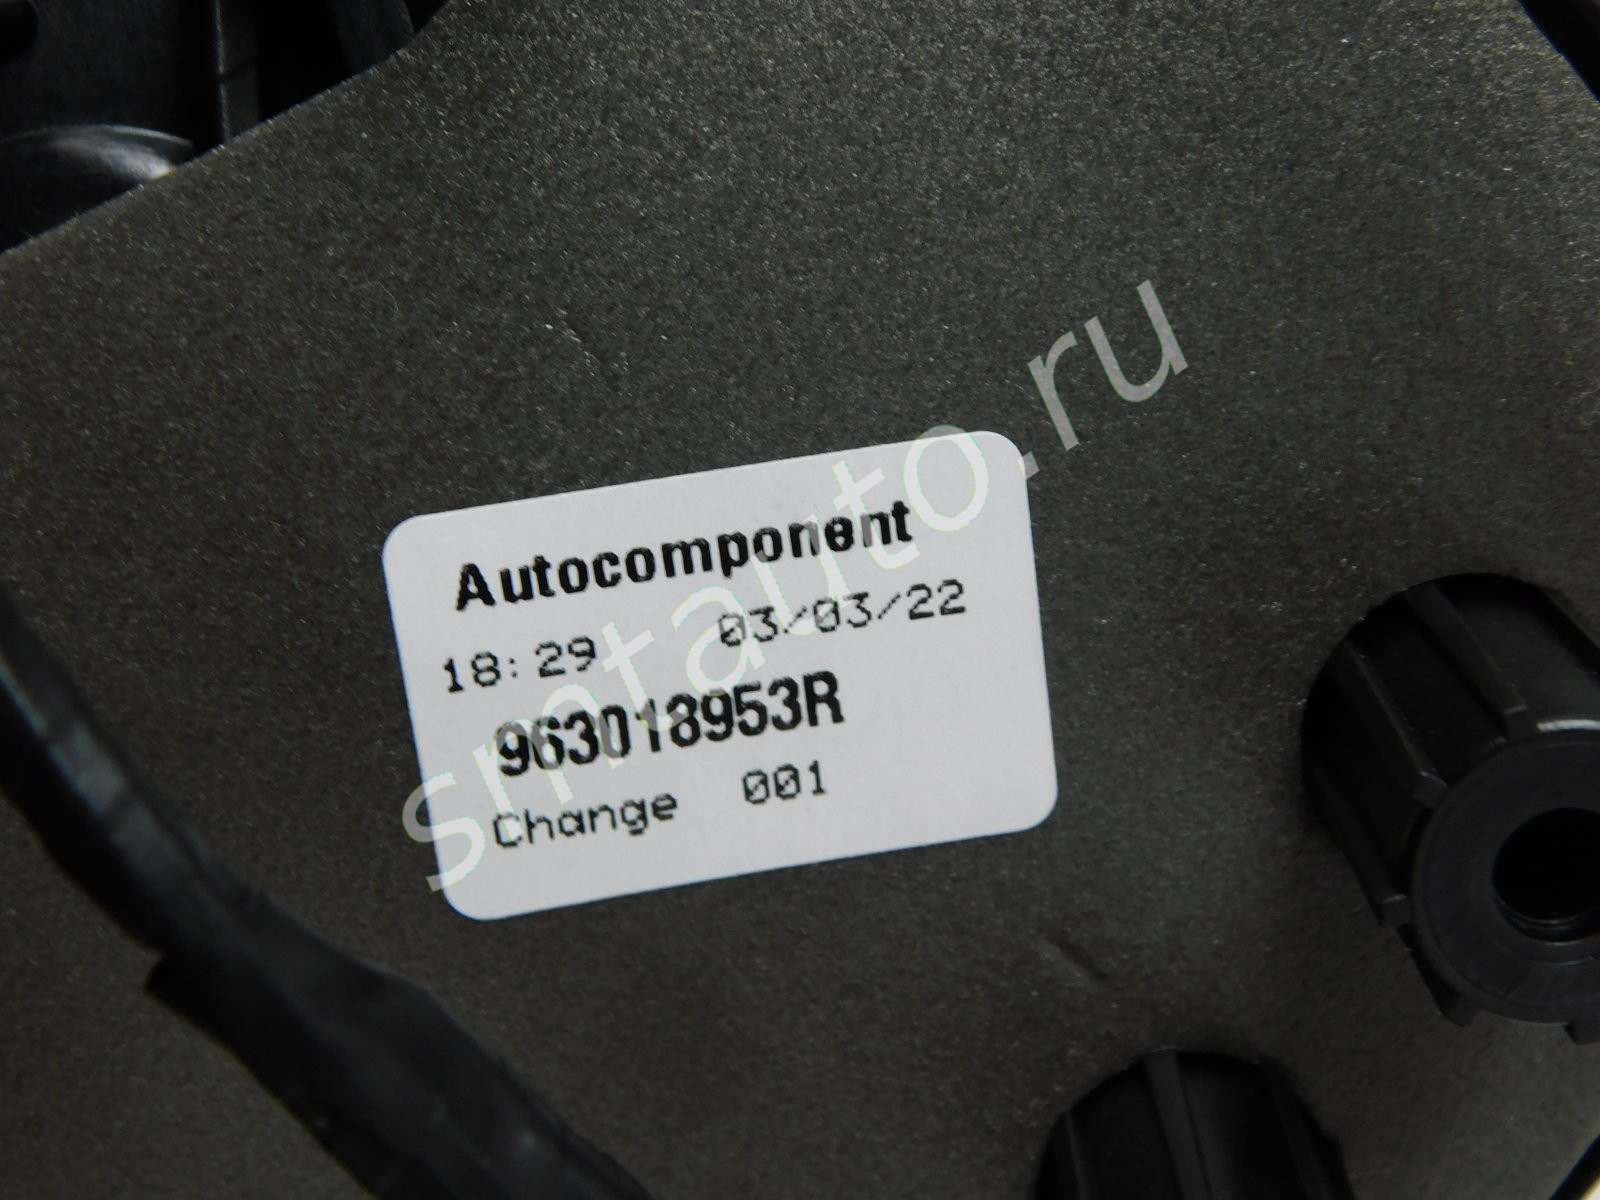 Autocomponent
18:29 03/03/22
963018953R
Change 001
smtauto.ru